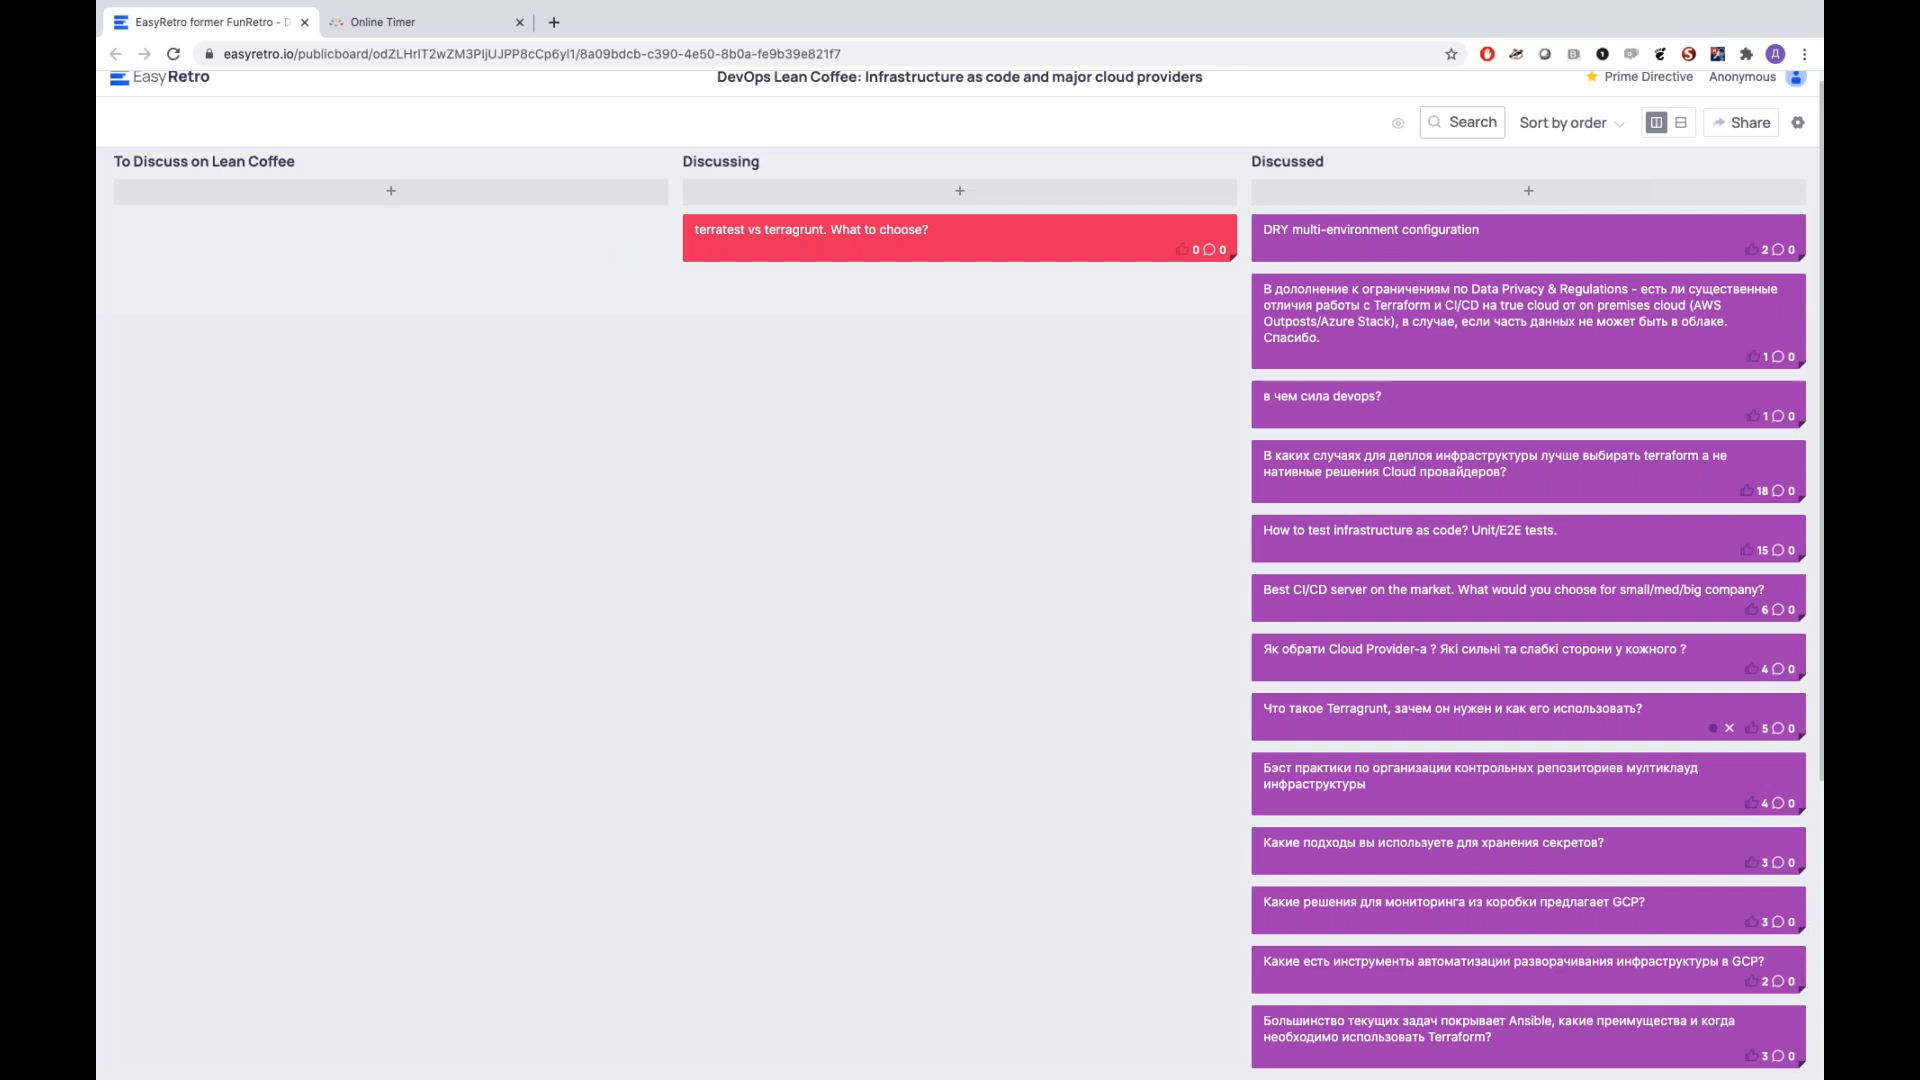 EasyRetro former FunRetro - D
Online Timer
easyretro.io/publicboard/odZLHrIT2wZM3PIjUJPP8cCp6yl1/8a09bdcb-c390-4e50-8b0a-fe9b39e821f7
EasyRetro
DevOps Lean Coffee: Infrastructure as code and major cloud providers
Prime Directive
Anonymous
Search
Sort by order
Share
To Discuss on Lean Coffee
Discussing
terratest vs terragrunt. What to choose?
0 0
Discussed
DRY multi-environment configuration
2 0
В дололнение к ограничениям по Data Privacy & Regulations - есть ли существенные
отличия работы с Terraform и CI/CD на true cloud от on premises cloud (AWS
Outposts/Azure Stack), в случае, если часть данных не может быть в облаке.
Спасибо.
1 0
в чем сила devops?
1 0
В каких случаях для деплоя инфраструктуры лучше выбирать terraform а не
нативные решения Cloud провайдеров?
18 0
How to test infrastructure as code? Unit/E2E tests.
15 0
Best CI/CD server on the market. What would you choose for small/med/big company?
6 0
Як обрати Cloud Provider-а ? Які сильні та слабкі сторони у кожного ?
4 0
Что такое Terragrunt, зачем он нужен и как его использовать?
5 0
Бэст практики по организации контрольных репозиториев мултиклауд
инфраструктуры
4 0
Какие подходы вы используете для хранения секретов?
3 0
Какие решения для мониторинга из коробки предлагает GCP?
3 0
Какие есть инструменты автоматизации разворачивания инфраструктуры в GCP?
2 0
Большинство текущих задач покрывает Ansible, какие преимущества и когда
необходимо использовать Terraform?
3 0